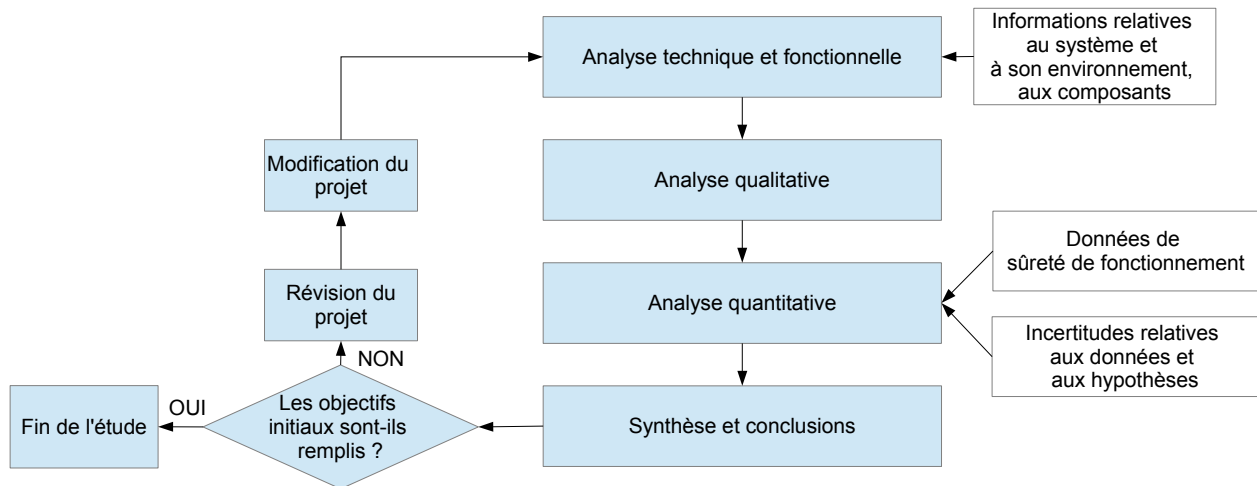 Analyse technique et fonctionnelle
Informations relatives
au système et
à son environnement,
aux composants
Modification du
projet
Analyse qualitative
Données de
sûreté de fonctionnement
Révision du
projet
Analyse quantitative
Incertitudes relatives
aux données et
aux hypothèses
NON
OUI
Fin de l'étude
Les objectifs
initiaux sont-ils
remplis ?
Synthèse et conclusions